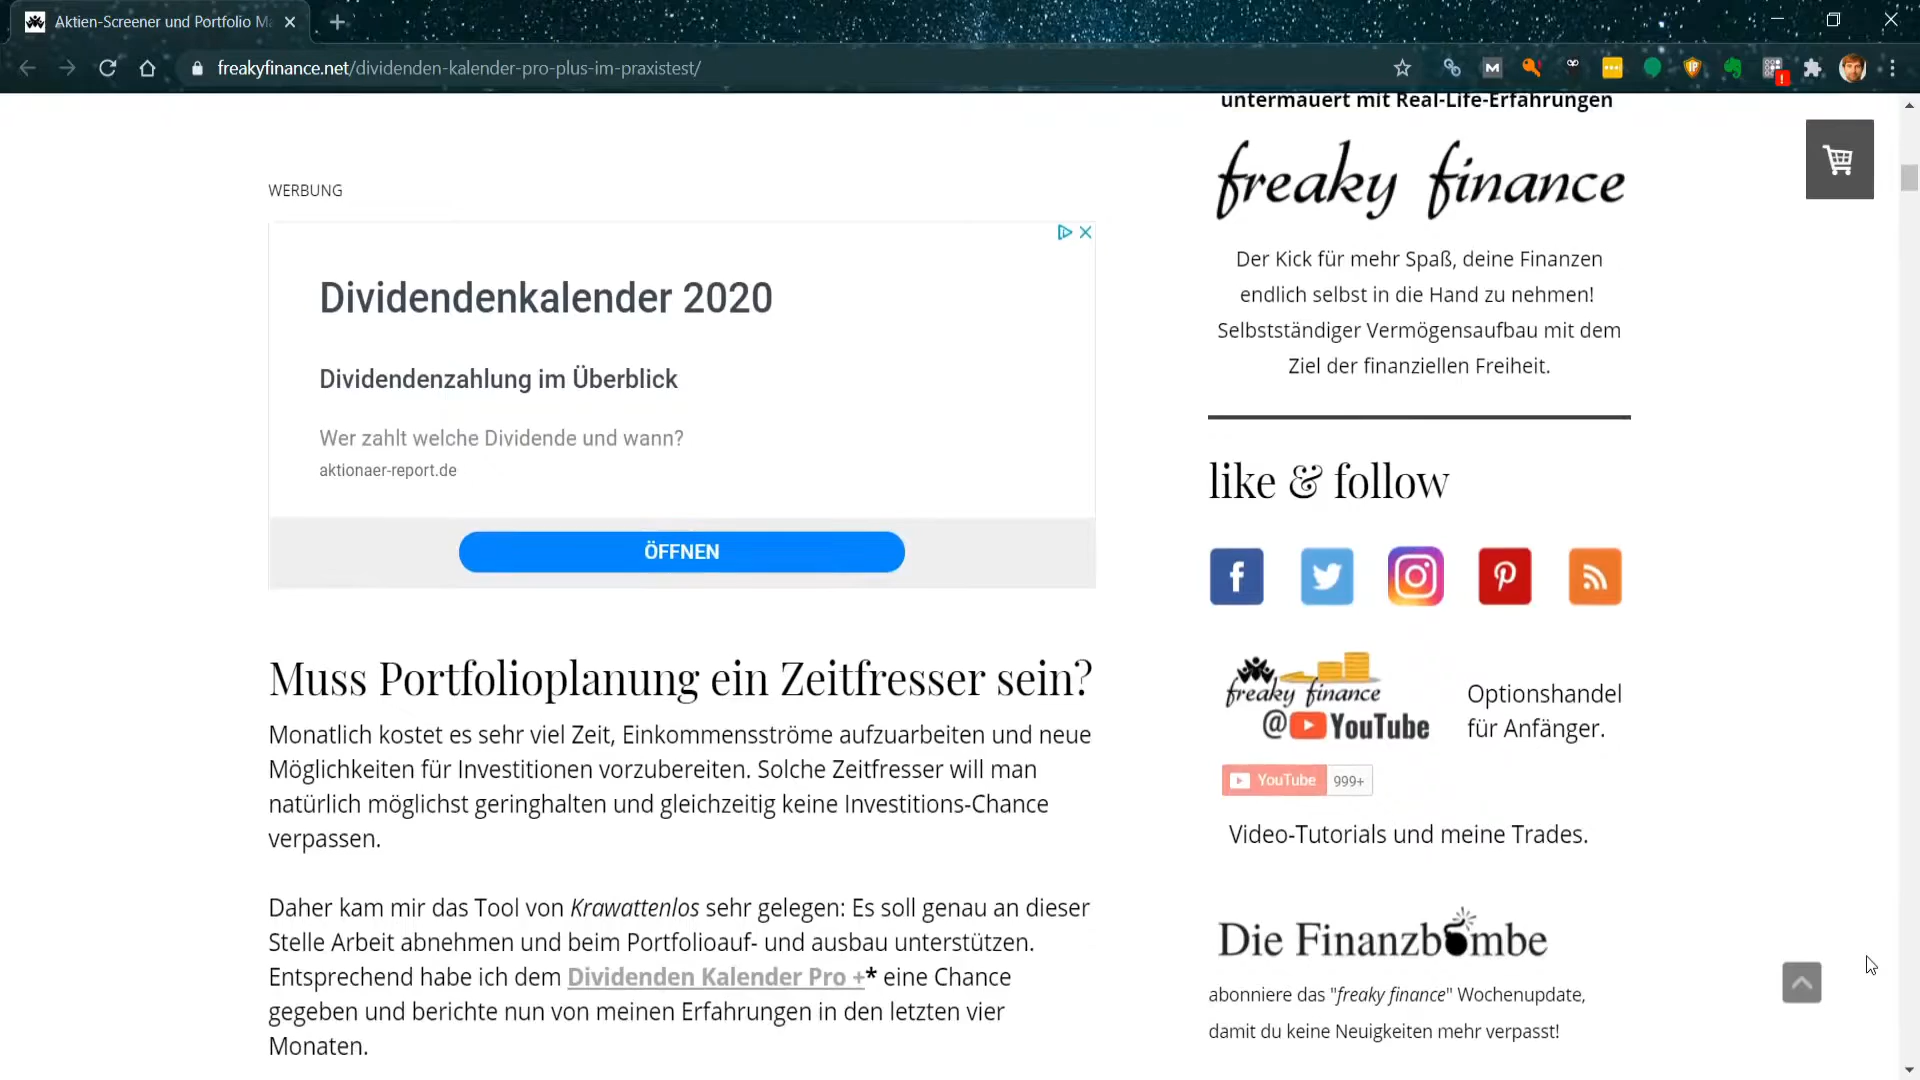 Aktien-Screener und Portfolio Ma
freakyfinance.net/dividenden-kalender-pro-plus-im-praxistest/
WERBUNG
Dividendenkalender 2020
Dividendenzahlung im Überblick
Wer zahlt welche Dividende und wann?
aktionaer-report.de
ÖFFNEN
Muss Portfolioplanung ein Zeitfresser sein?
Monatlich kostet es sehr viel Zeit, Einkommensströme aufzuarbeiten und neue
Möglichkeiten für Investitionen vorzubereiten. Solche Zeitfresser will man
natürlich möglichst geringhalten und gleichzeitig keine Investitions-Chance
verpassen.
Daher kam mir das Tool von Krawattenlos sehr gelegen: Es soll genau an dieser
Stelle Arbeit abnehmen und beim Portfolioauf- und ausbau unterstützen.
Entsprechend habe ich dem Dividenden Kalender Pro +* eine Chance
gegeben und berichte nun von meinen Erfahrungen in den letzten vier
Monaten.
untermauert mit Real-Life-Erfahrungen
freaky finance
Der Kick für mehr Spaß, deine Finanzen
endlich selbst in die Hand zu nehmen!
Selbstständiger Vermögensaufbau mit dem
Ziel der finanziellen Freiheit.
like & follow
freaky finance
@ YouTube
Optionshandel
für Anfänger.
YouTube 999+
Video-Tutorials und meine Trades.
Die Finanzbombe
abonniere das "freaky finance" Wochenupdate,
damit du keine Neuigkeiten mehr verpasst!